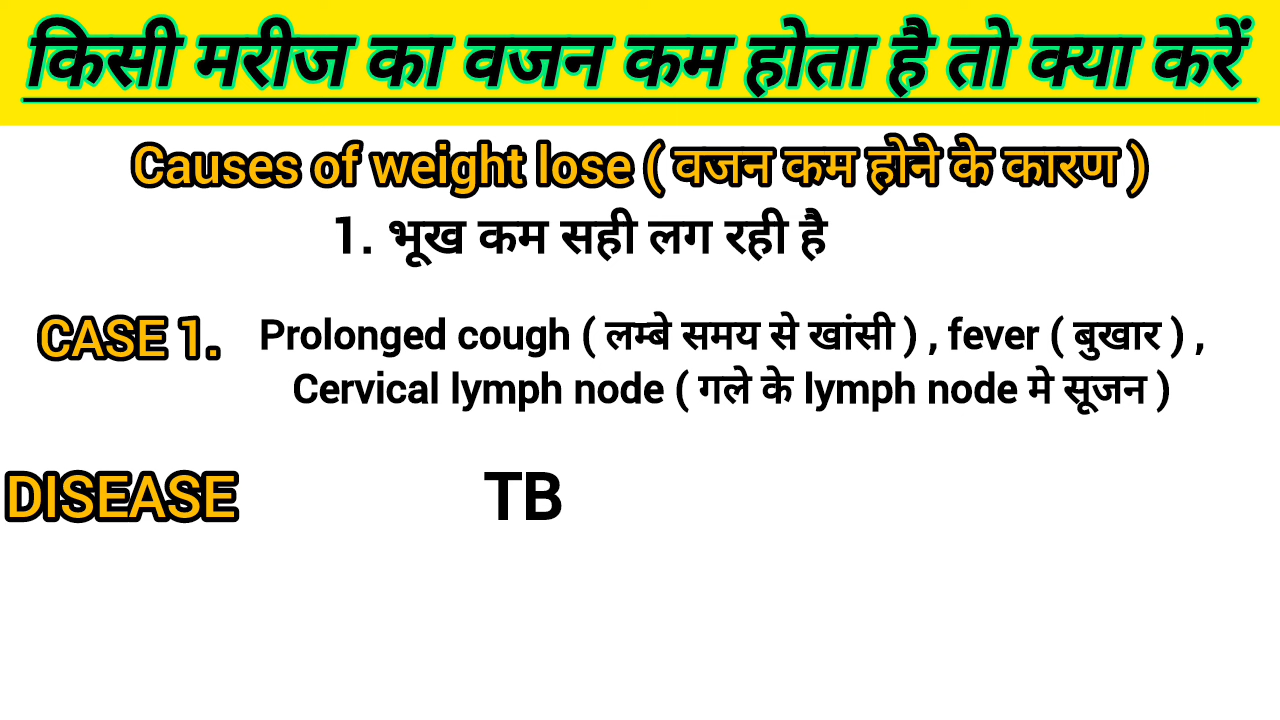 किसी मरीज का वजन कम होता है तो क्या करें
Causes of weight lose ( वजन कम होने के कारण )
1. भूख कम सही लग रही है
CASE 1. Prolonged cough ( लम्बे समय से खांसी ) , fever ( बुखार ) ,
Cervical lymph node ( गले के lymph node मे सूजन )
DISEASE TB